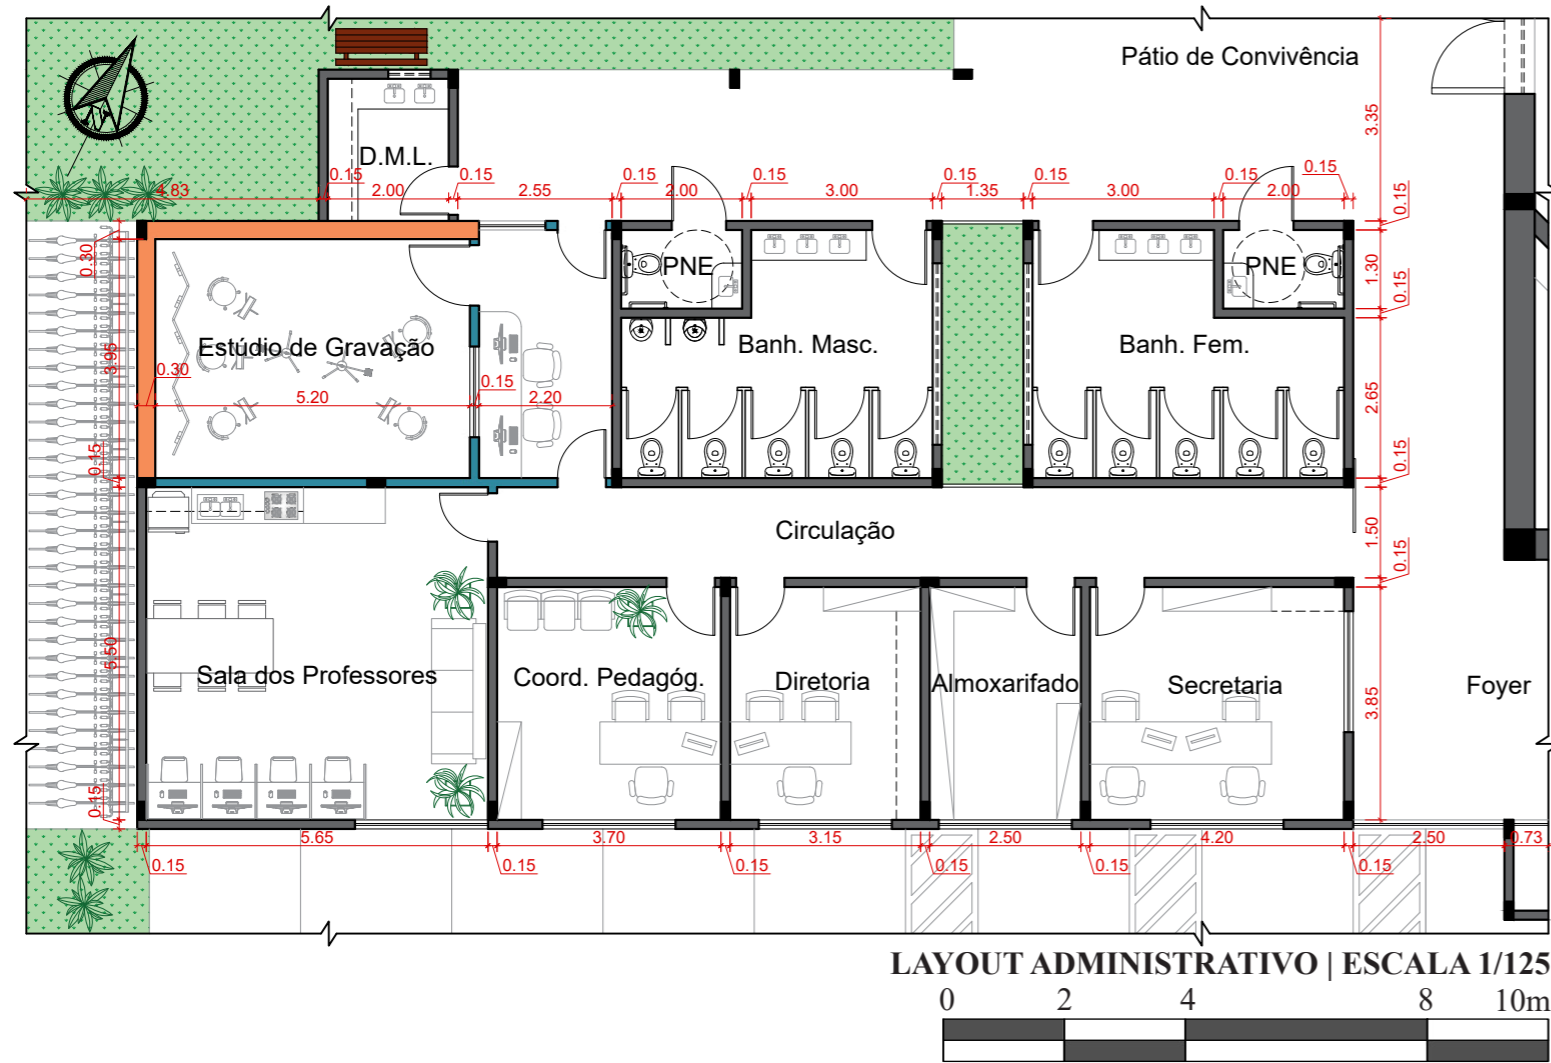 Pátio de Convivência
3.35
D.M.L.
0.15
0.15
0.15
0.15
0.15
0.15
0.15
0.15
4.83
2.00
2.55
2.00
3.00
1.35
3.00
2.00
0.15
0.30
PNE
PNE
1.30
0.15
Estúdio de Gravação
Banh. Masc.
Banh. Fem.
3.95
0.30
0.15
5.20
2.20
2.65
0.15
0.15
Circulação
1.50
0.15
5.50
Sala dos Professores
Coord. Pedagóg.
Diretoria
Almoxarifado
Secretaria
Foyer
3.85
0.15
5.65
3.70
3.15
2.50
4.20
2.50
0.73
0.15
0.15
0.15
0.15
0.15
0.15
LAYOUT ADMINISTRATIVO | ESCALA 1/125
0 2 4 8 10m